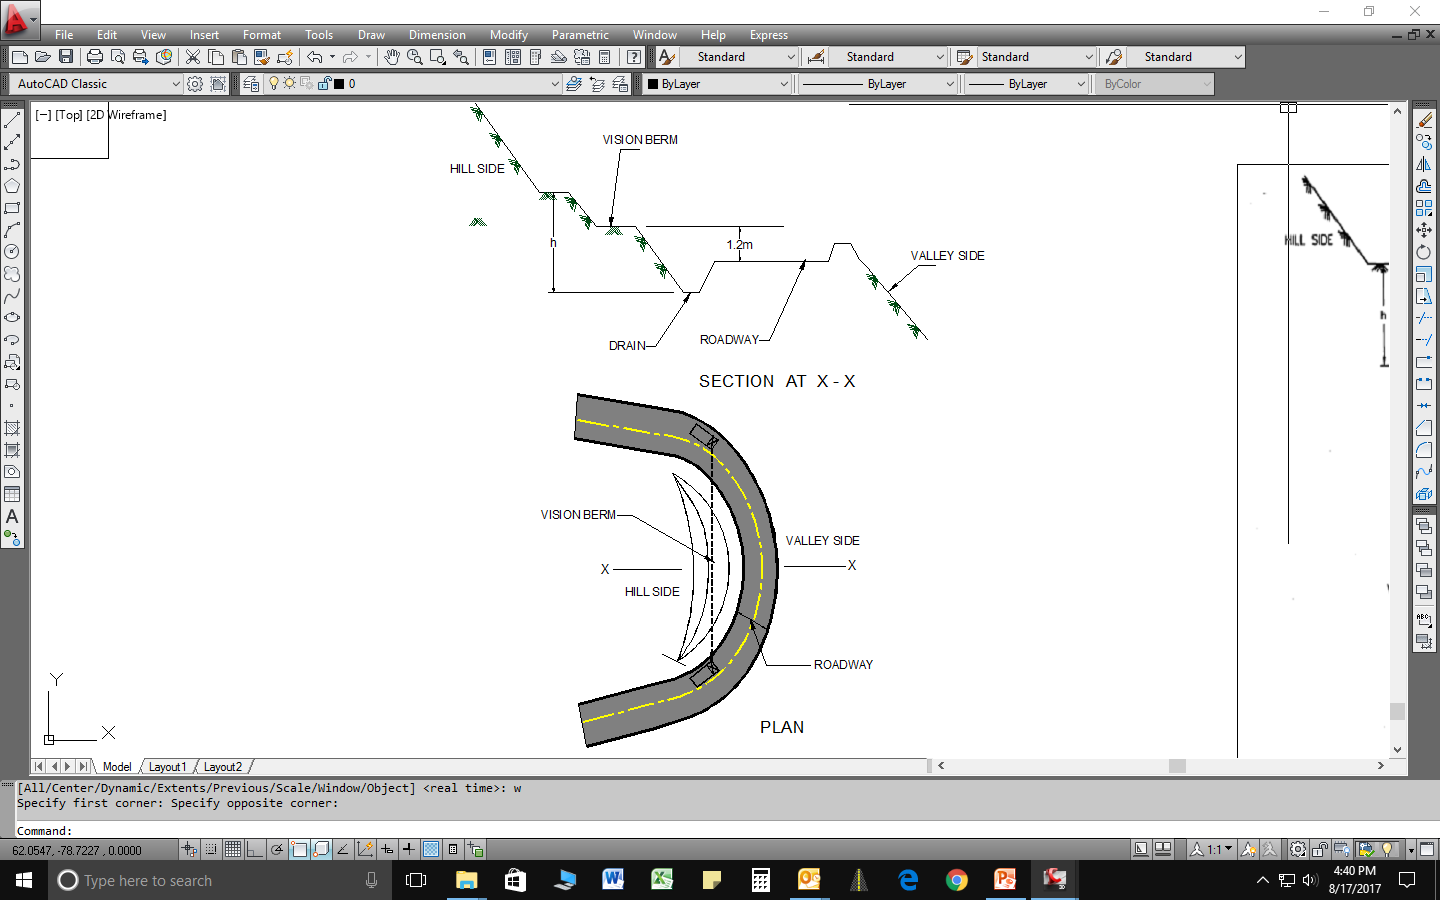 File Edit View Insert Format Tools Draw Dimension Modify Parametric Window Help Express
Standard Standard Standard Standard
AutoCAD Classic 0 ByLayer ByLayer ByLayer ByColor
[−] [Top] [2D Wireframe]
VISION BERM
HILL SIDE
h
1.2m
VALLEY SIDE
DRAIN
ROADWAY
SECTION AT X - X
HILL SIDE
h
VISION BERM
VALLEY SIDE
X
X
HILL SIDE
ROADWAY
PLAN
Y
X
A
ABC
Model Layout1 Layout2
[All/Center/Dynamic/Extents/Previous/Scale/Window/Object] <real time>: w
Specify first corner: Specify opposite corner:
Command:
62.0547, -78.7227 , 0.0000
1:1
Type here to search
4:40 PM
8/17/2017